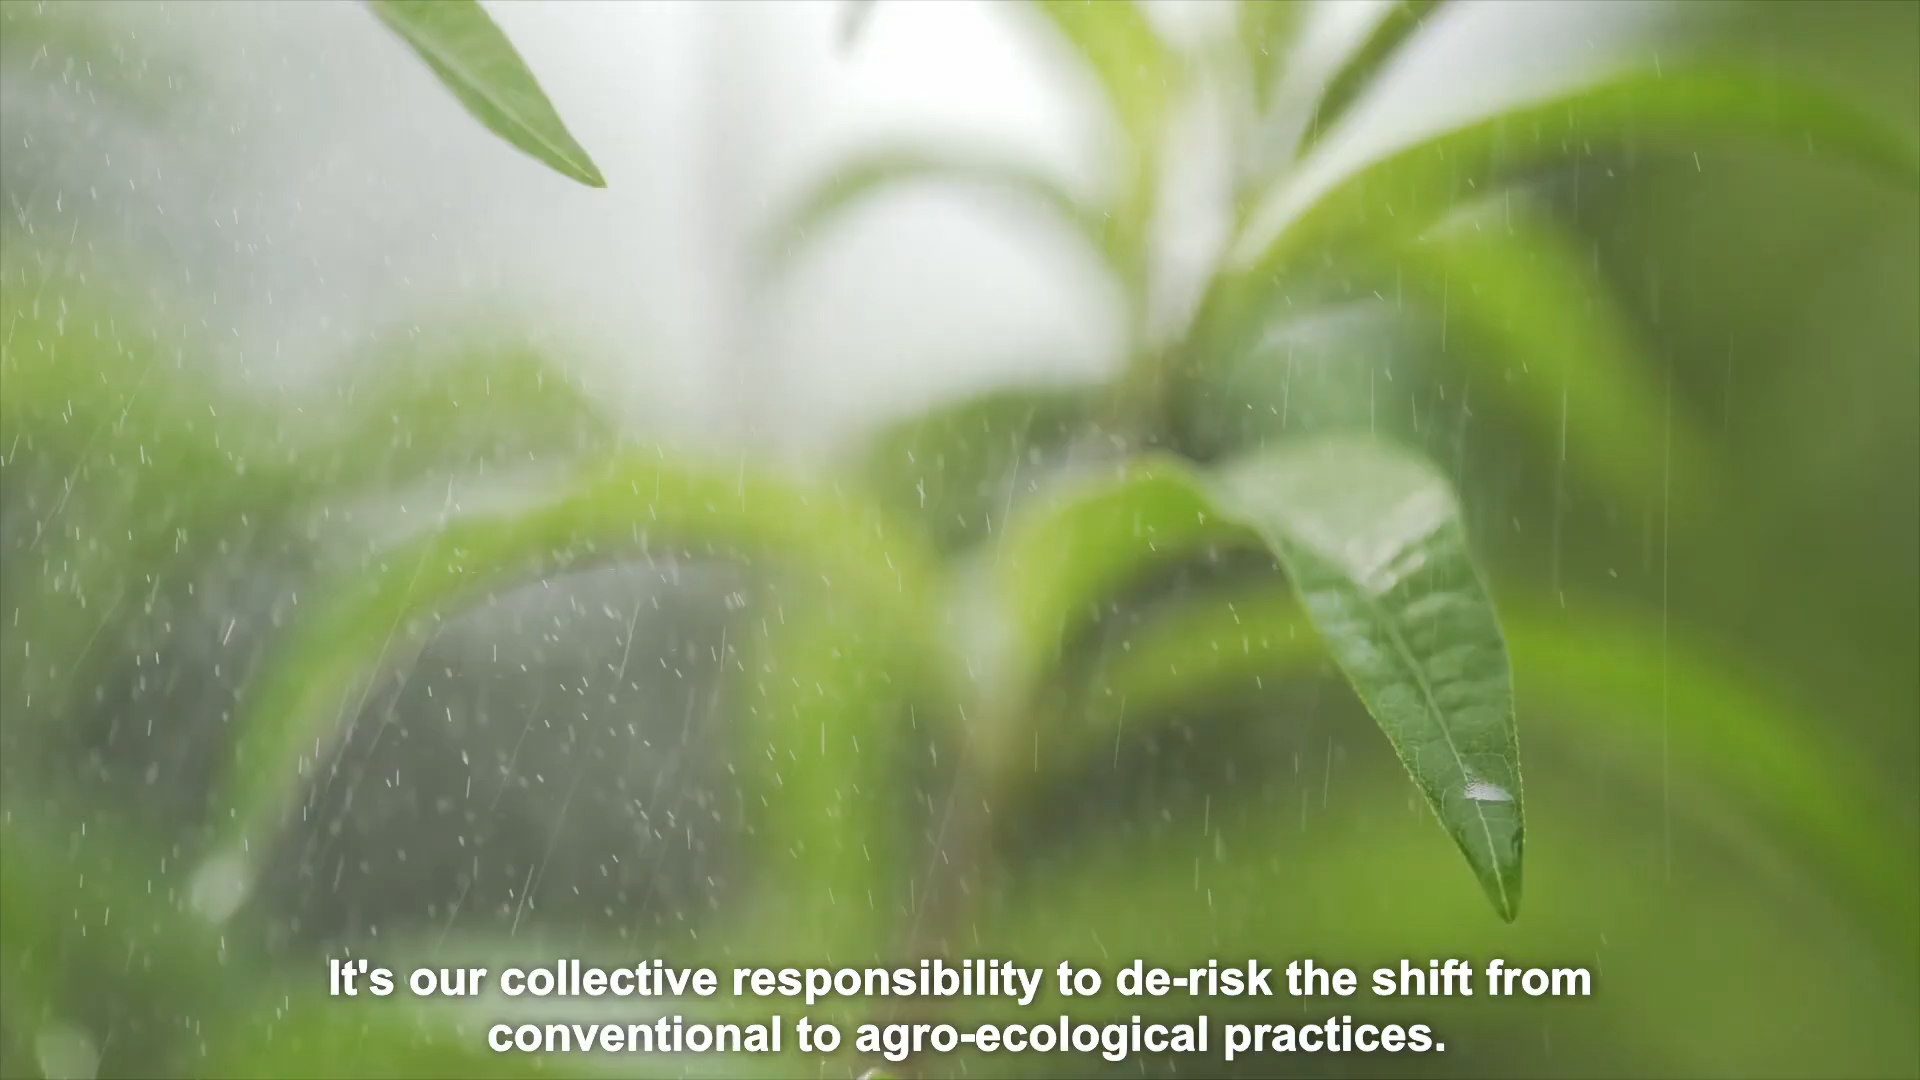 It's our collective responsibility to de-risk the shift from
conventional to agro-ecological practices.